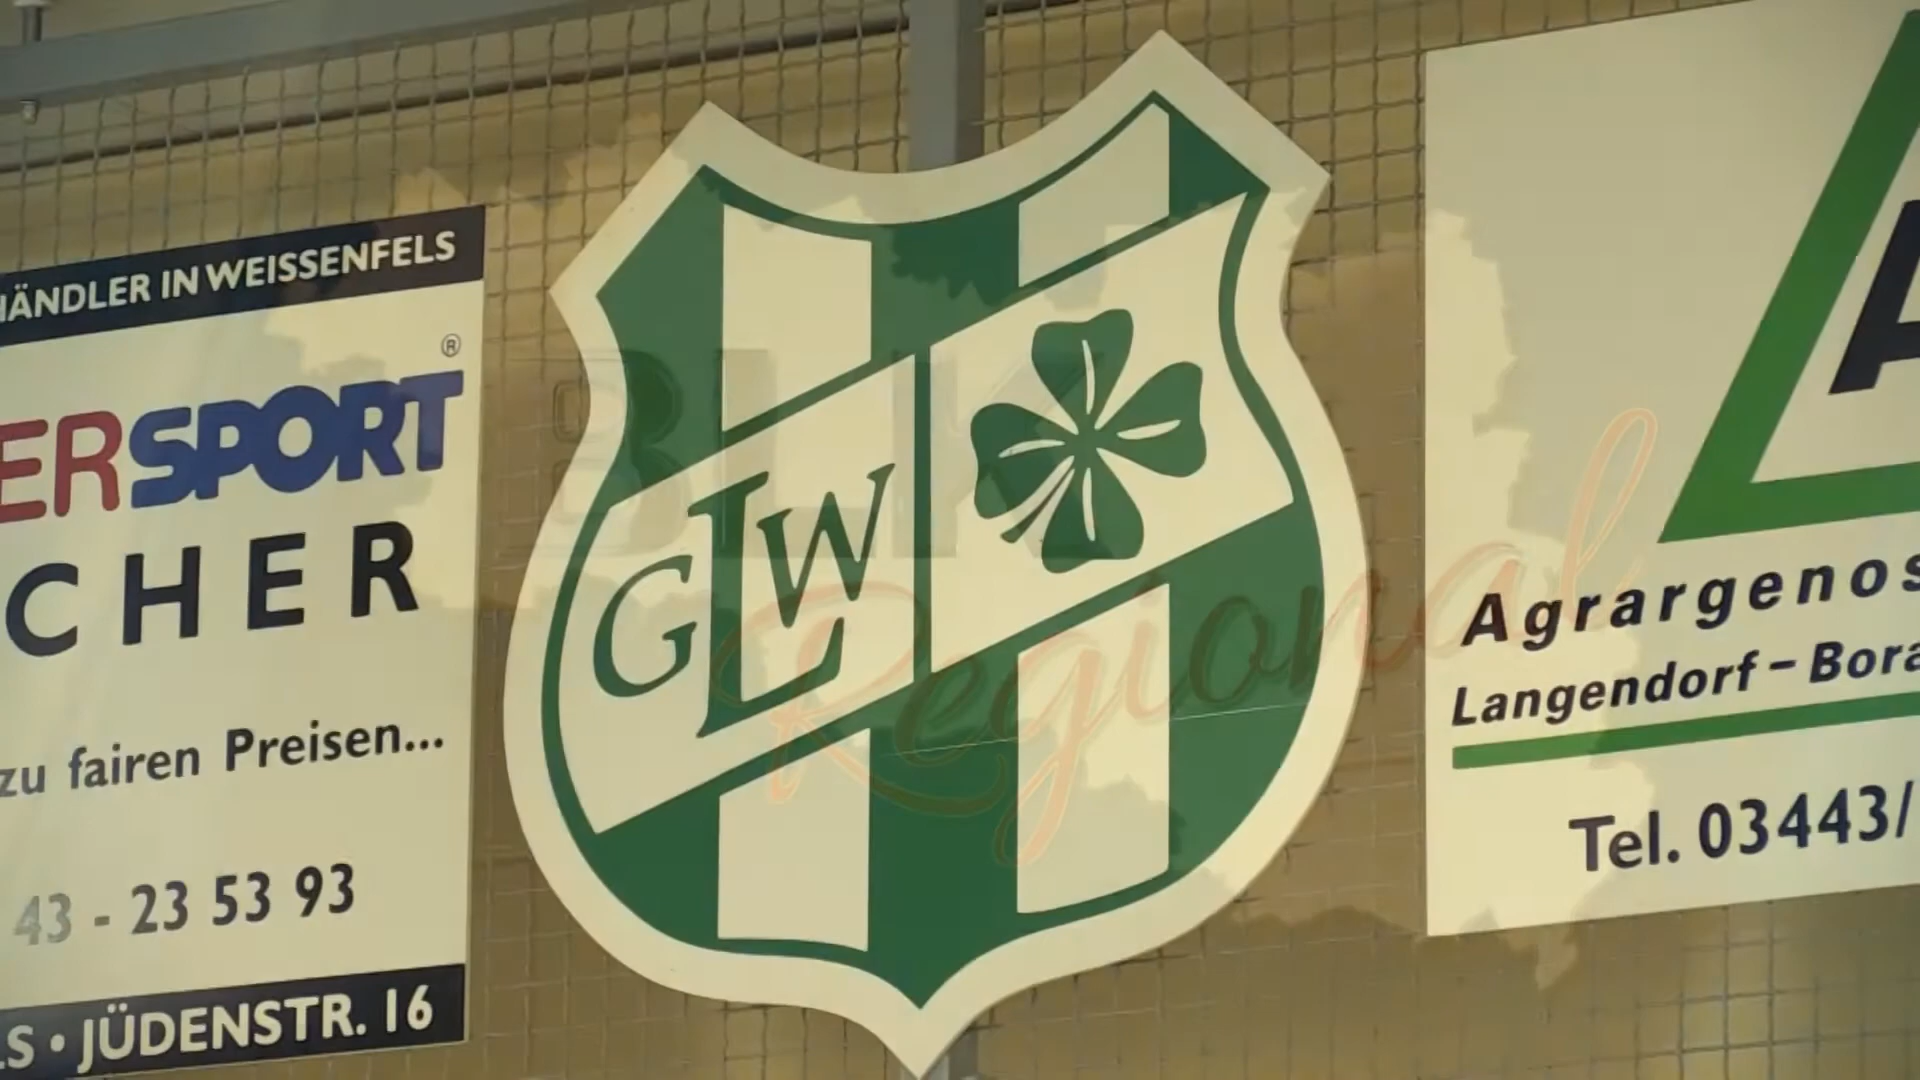 HÄNDLER IN WEISSENFELS
®
ERSPORT
CHER
zu fairen Preisen...
43 - 23 53 93
LS • JÜDENSTR. 16
GLW
BLK
Regional
A
Agrargenos
Langendorf - Bora
Tel. 03443/